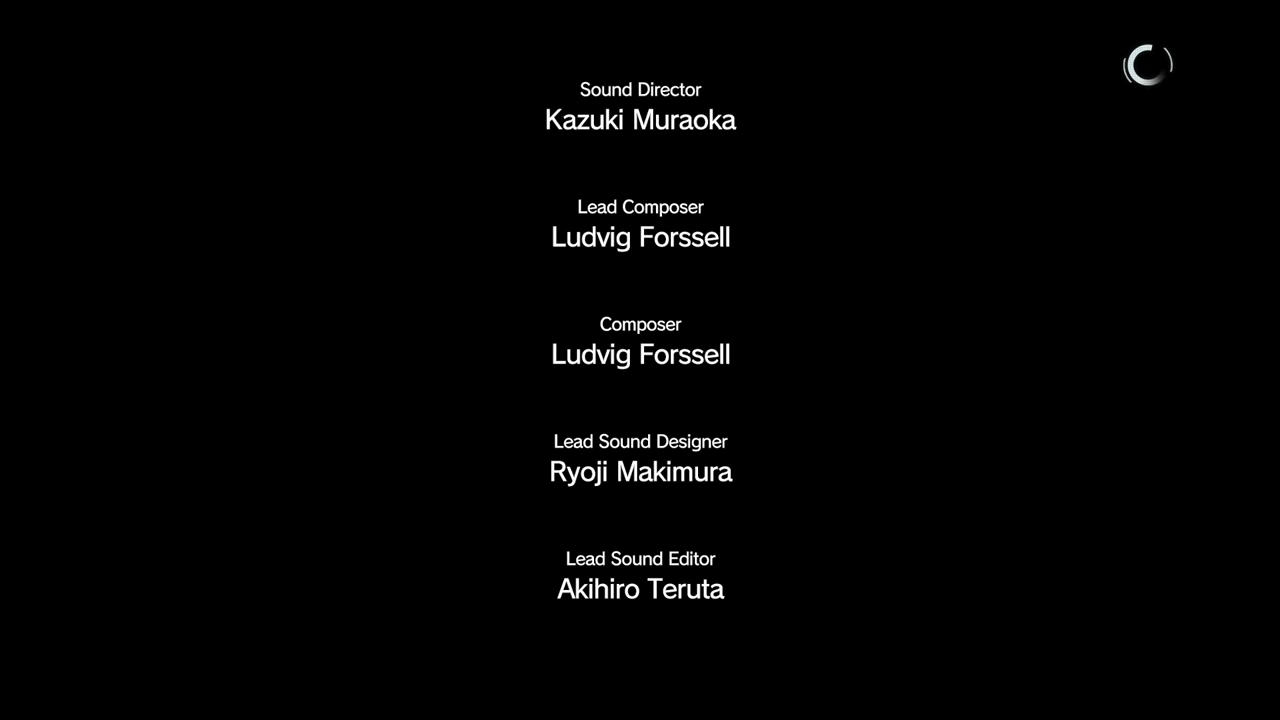 Sound Director
Kazuki Muraoka
Lead Composer
Ludvig Forssell
Composer
Ludvig Forssell
Lead Sound Designer
Ryoji Makimura
Lead Sound Editor
Akihiro Teruta